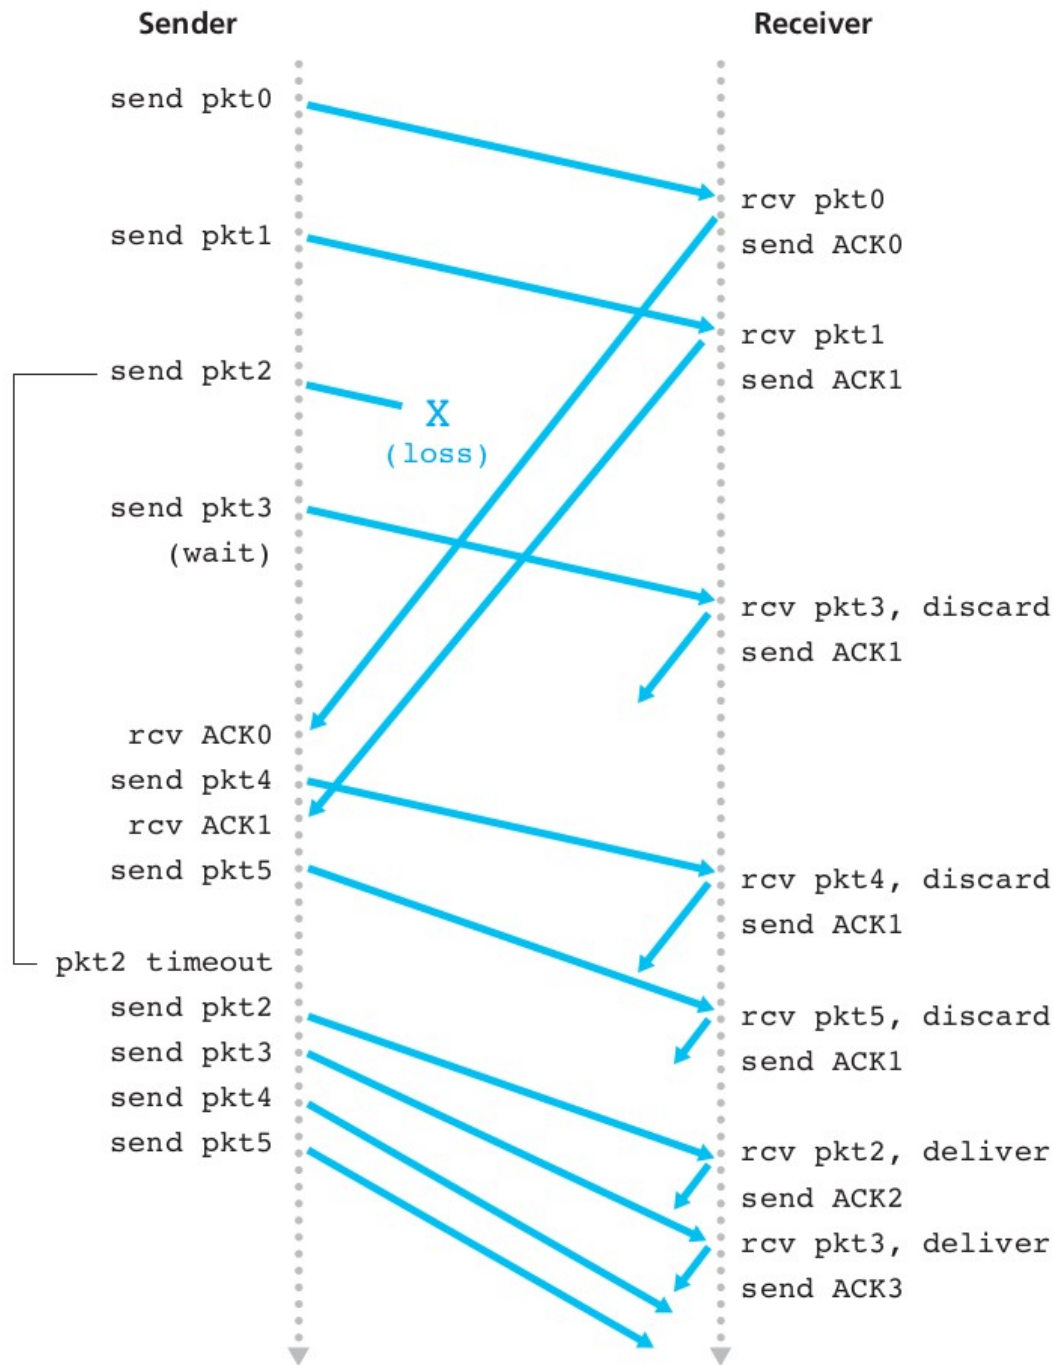 Sender
Receiver
send pkt0
rcv pkt0
send ACK0
send pkt1
rcv pkt1
send ACK1
send pkt2
X
(loss)
send pkt3
(wait)
rcv pkt3, discard
send ACK1
rcv ACK0
send pkt4
rcv ACK1
send pkt5
rcv pkt4, discard
send ACK1
pkt2 timeout
send pkt2
send pkt3
send pkt4
send pkt5
rcv pkt5, discard
send ACK1
rcv pkt2, deliver
send ACK2
rcv pkt3, deliver
send ACK3